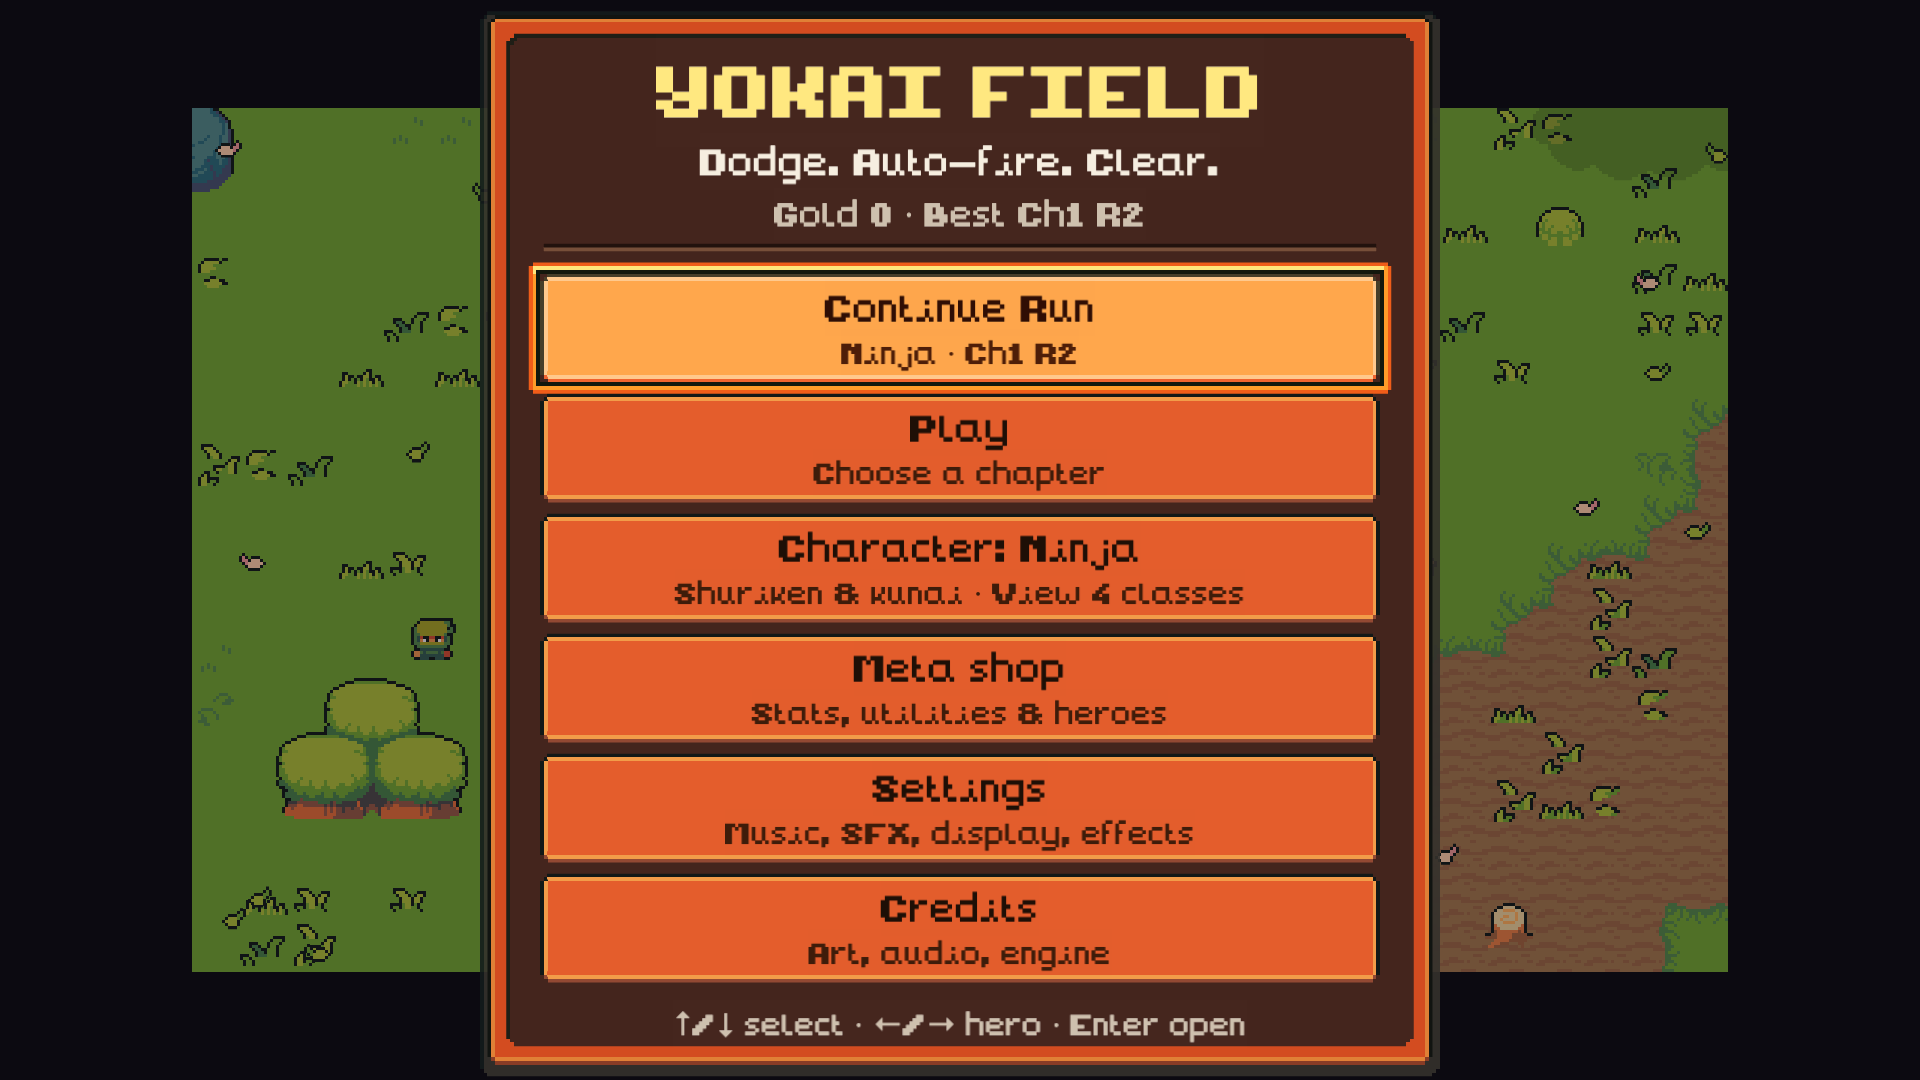 YOKAI FIELD
Dodge. Auto-fire. Clear.
Gold 0 · Best Ch1 R2
Continue Run
Ninja · Ch1 R2
Play
Choose a chapter
Character: Ninja
Shuriken & kunai · View 4 classes
Meta shop
Stats, utilities & heroes
Settings
Music, SFX, display, effects
Credits
Art, audio, engine
↑/↓ select · ←/→ hero · Enter open